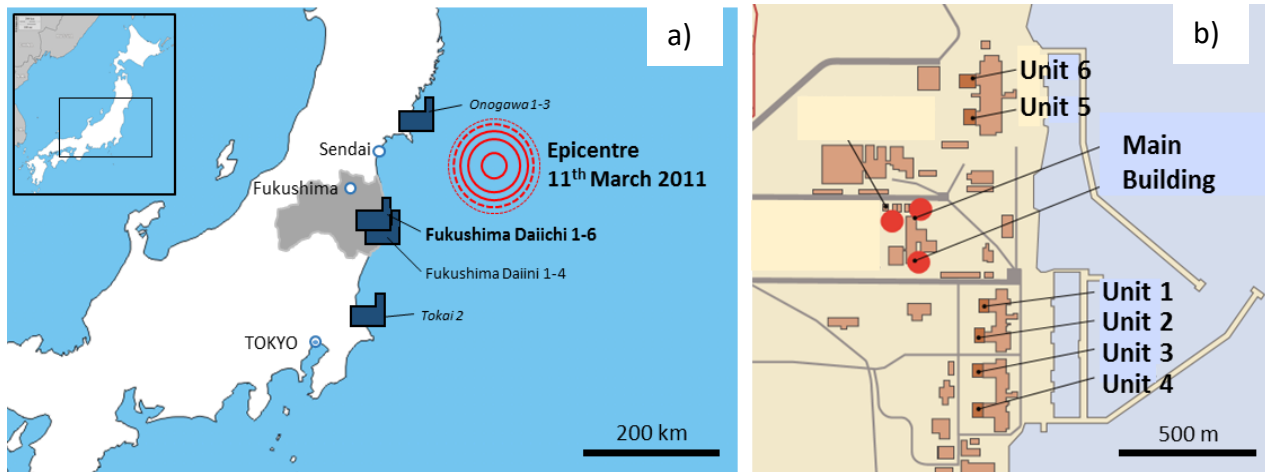 a)
Onogawa 1-3
Sendai
Epicentre
11th March 2011
Fukushima
Fukushima Daiichi 1-6
Fukushima Daiini 1-4
Tokai 2
TOKYO
200 km
b)
Unit 6
Unit 5
Main
Building
Unit 1
Unit 2
Unit 3
Unit 4
500 m